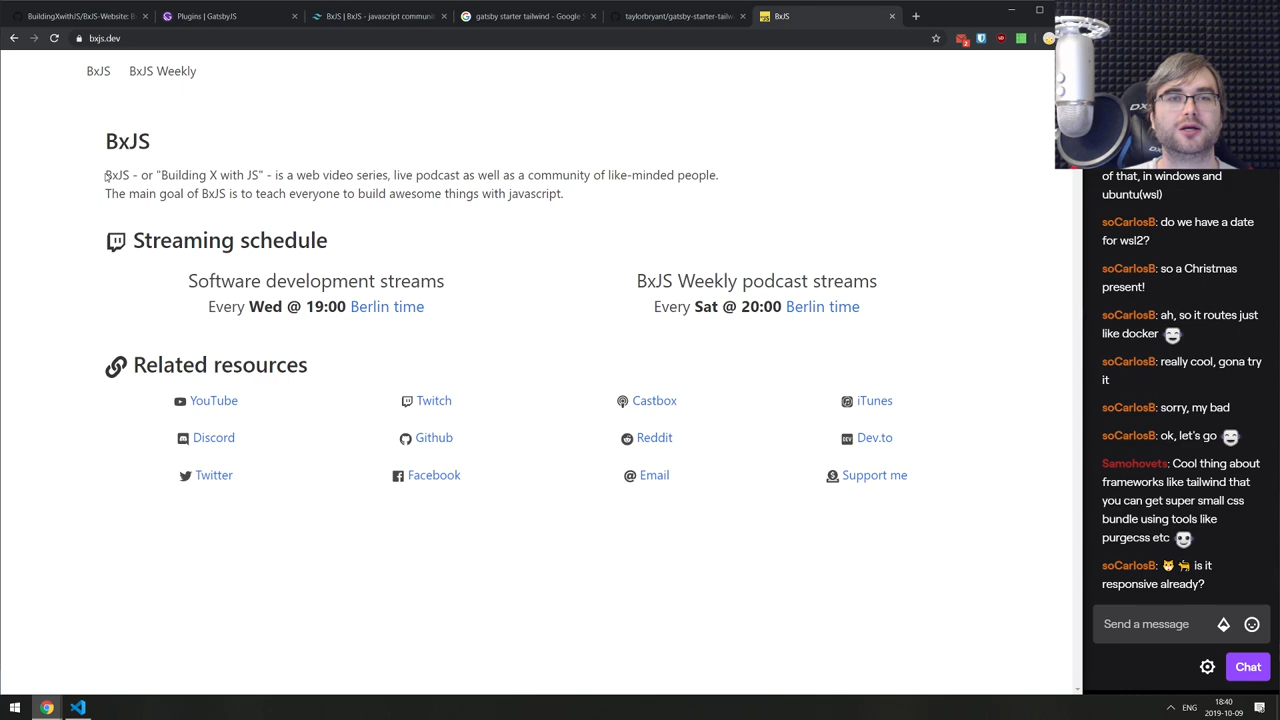 BuildingXwithJS/BxJS-Website: B
Plugins | GatsbyJS
BxJS | BxJS - javascript communi
gatsby starter tailwind - Google S
taylorbryant/gatsby-starter-tailw
BxJS
bxjs.dev
BxJS
BxJS Weekly
BxJS
BxJS - or "Building X with JS" - is a web video series, live podcast as well as a community of like-minded people.
The main goal of BxJS is to teach everyone to build awesome things with javascript.
Streaming schedule
Software development streams
Every Wed @ 19:00 Berlin time
BxJS Weekly podcast streams
Every Sat @ 20:00 Berlin time
Related resources
YouTube
Twitch
Castbox
iTunes
Discord
Github
Reddit
Dev.to
Twitter
Facebook
Email
Support me
of that, in windows and
ubuntu(wsl)
soCarlosB: do we have a date
for wsl2?
soCarlosB: so a Christmas
present!
soCarlosB: ah, so it routes just
like docker
soCarlosB: really cool, gona try
it
soCarlosB: sorry, my bad
soCarlosB: ok, let's go
Samohovets: Cool thing about
frameworks like tailwind that
you can get super small css
bundle using tools like
purgecss etc
soCarlosB: 🐱 🐈 is it
responsive already?
Send a message
Chat
ENG
18:40
2019-10-09